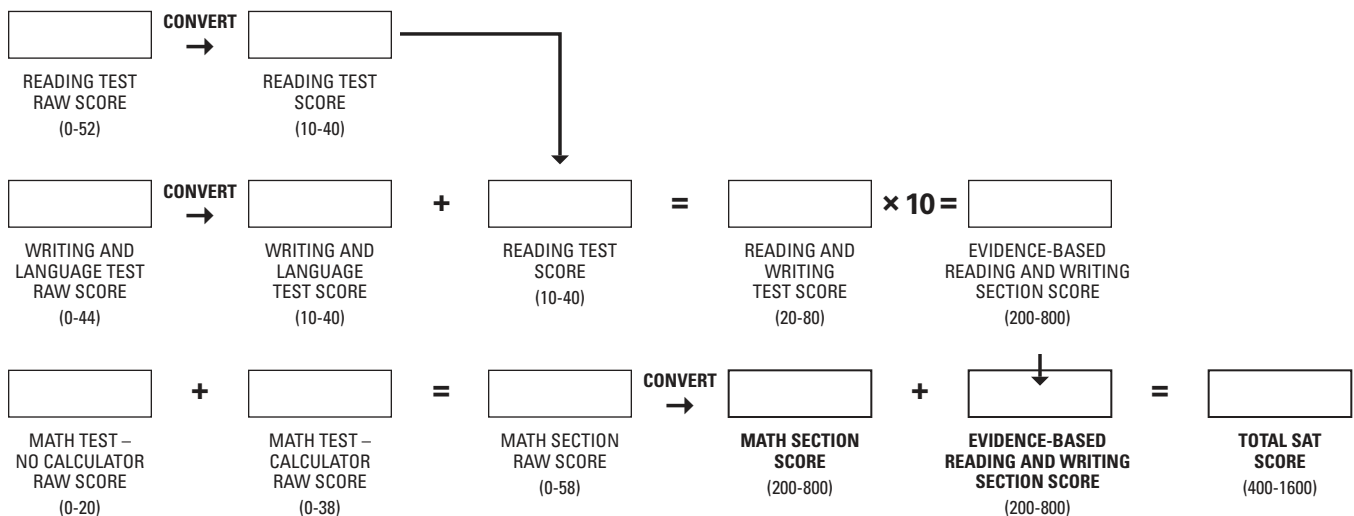 CONVERT
→
READING TEST
RAW SCORE
(0-52)
READING TEST
SCORE
(10-40)
CONVERT
→
+
=
× 10 =
WRITING AND
LANGUAGE TEST
RAW SCORE
(0-44)
WRITING AND
LANGUAGE
TEST SCORE
(10-40)
READING TEST
SCORE
(10-40)
READING AND
WRITING
TEST SCORE
(20-80)
EVIDENCE-BASED
READING AND WRITING
SECTION SCORE
(200-800)
+
=
CONVERT
→
+
=
MATH TEST –
NO CALCULATOR
RAW SCORE
(0-20)
MATH TEST –
CALCULATOR
RAW SCORE
(0-38)
MATH SECTION
RAW SCORE
(0-58)
MATH SECTION
SCORE
(200-800)
EVIDENCE-BASED
READING AND WRITING
SECTION SCORE
(200-800)
TOTAL SAT
SCORE
(400-1600)